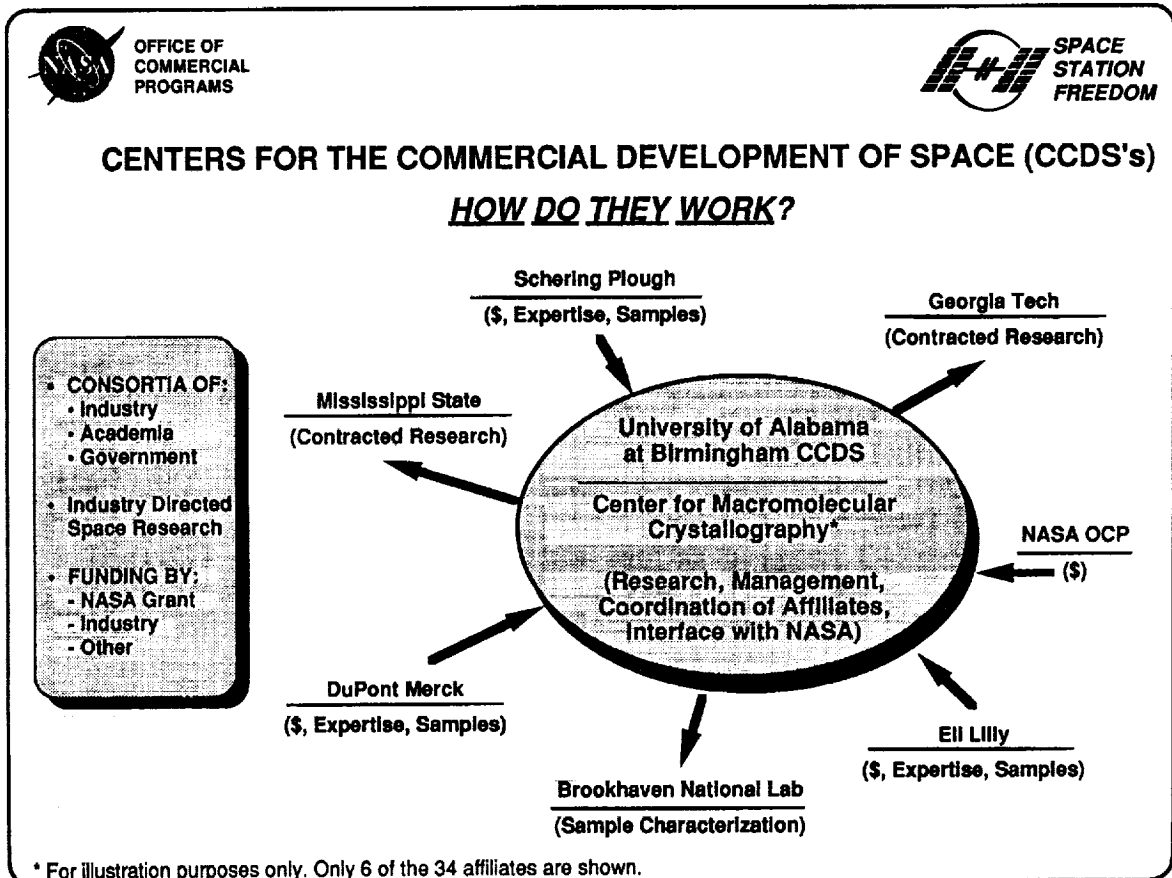 NASA
OFFICE OF
COMMERCIAL
PROGRAMS
SPACE
STATION
FREEDOM
CENTERS FOR THE COMMERCIAL DEVELOPMENT OF SPACE (CCDS's)
HOW DO THEY WORK?
Schering Plough
($, Expertise, Samples)
Georgia Tech
(Contracted Research)
• CONSORTIA OF:
• Industry
• Academia
• Government
• Industry Directed
Space Research
• FUNDING BY:
- NASA Grant
- Industry
- Other
Mississippi State
(Contracted Research)
University of Alabama
at Birmingham CCDS
Center for Macromolecular
Crystallography*
(Research, Management,
Coordination of Affiliates,
Interface with NASA)
NASA OCP
($)
DuPont Merck
($, Expertise, Samples)
Eli Lilly
($, Expertise, Samples)
Brookhaven National Lab
(Sample Characterization)
* For illustration purposes only. Only 6 of the 34 affiliates are shown.